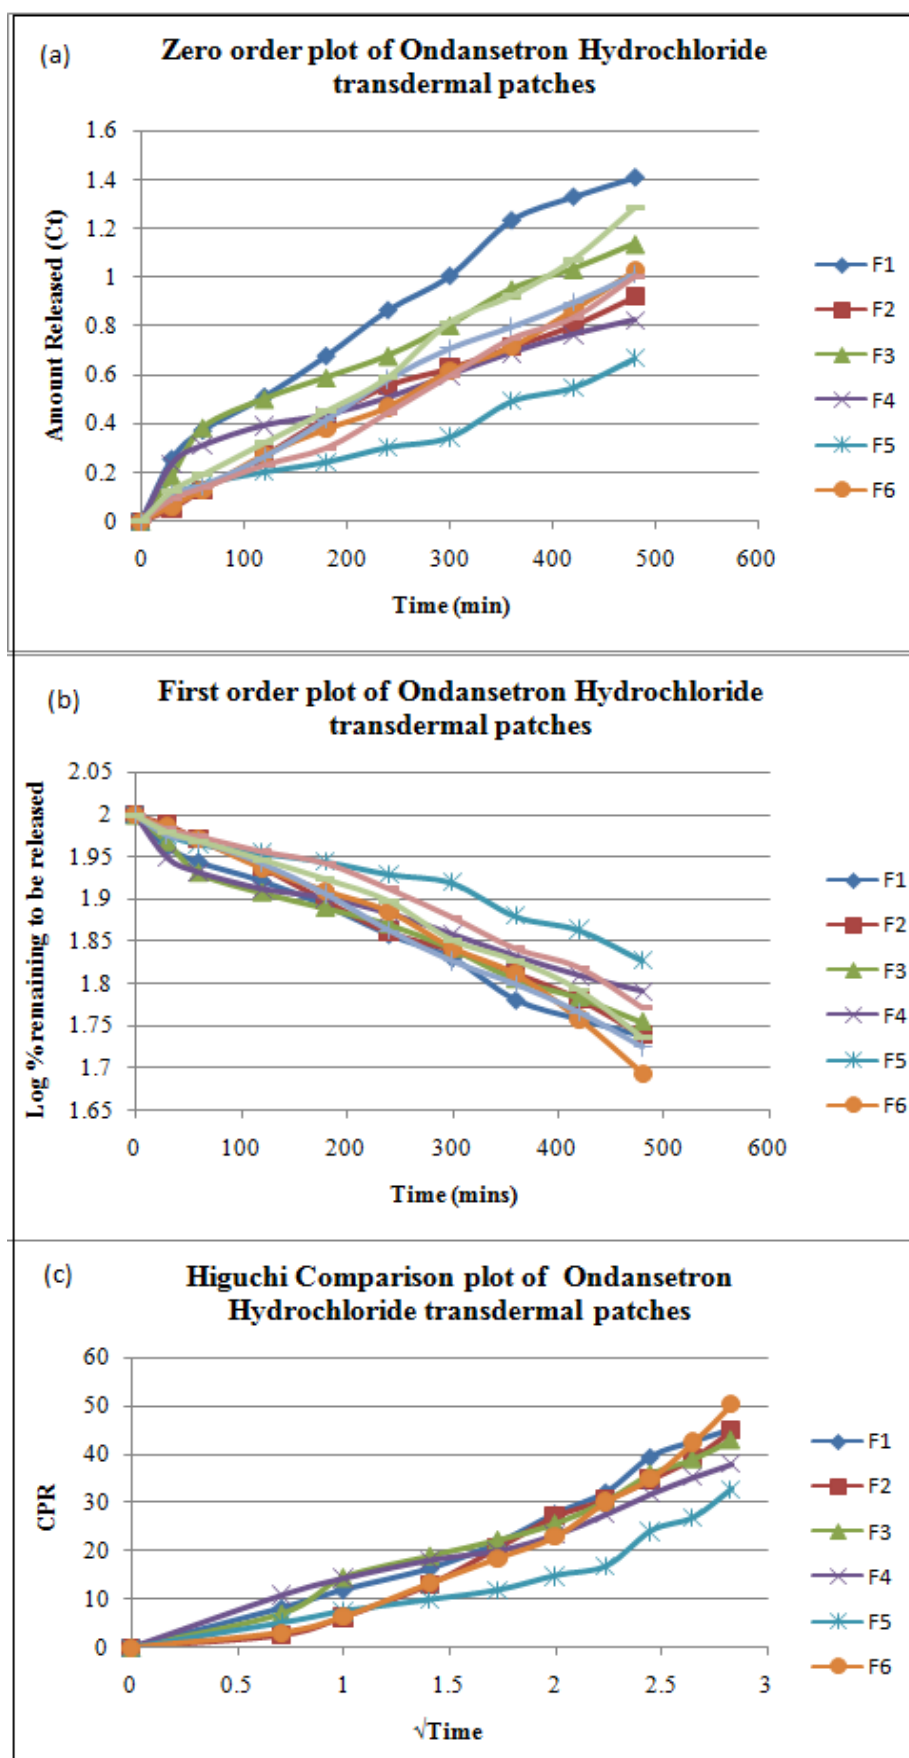 (a)
Zero order plot of Ondansetron Hydrochloride
transdermal patches
Amount Released (Ct)
1.6
1.4
1.2
1
0.8
0.6
0.4
0.2
0
0 100 200 300 400 500 600
Time (min)
F1
F2
F3
F4
F5
F6
(b)
First order plot of Ondansetron Hydrochloride
transdermal patches
Log % remaining to be released
2.05
2
1.95
1.9
1.85
1.8
1.75
1.7
1.65
0 100 200 300 400 500 600
Time (mins)
F1
F2
F3
F4
F5
F6
(c)
Higuchi Comparison plot of Ondansetron
Hydrochloride transdermal patches
CPR
60
50
40
30
20
10
0
0 0.5 1 1.5 2 2.5 3
√Time
F1
F2
F3
F4
F5
F6